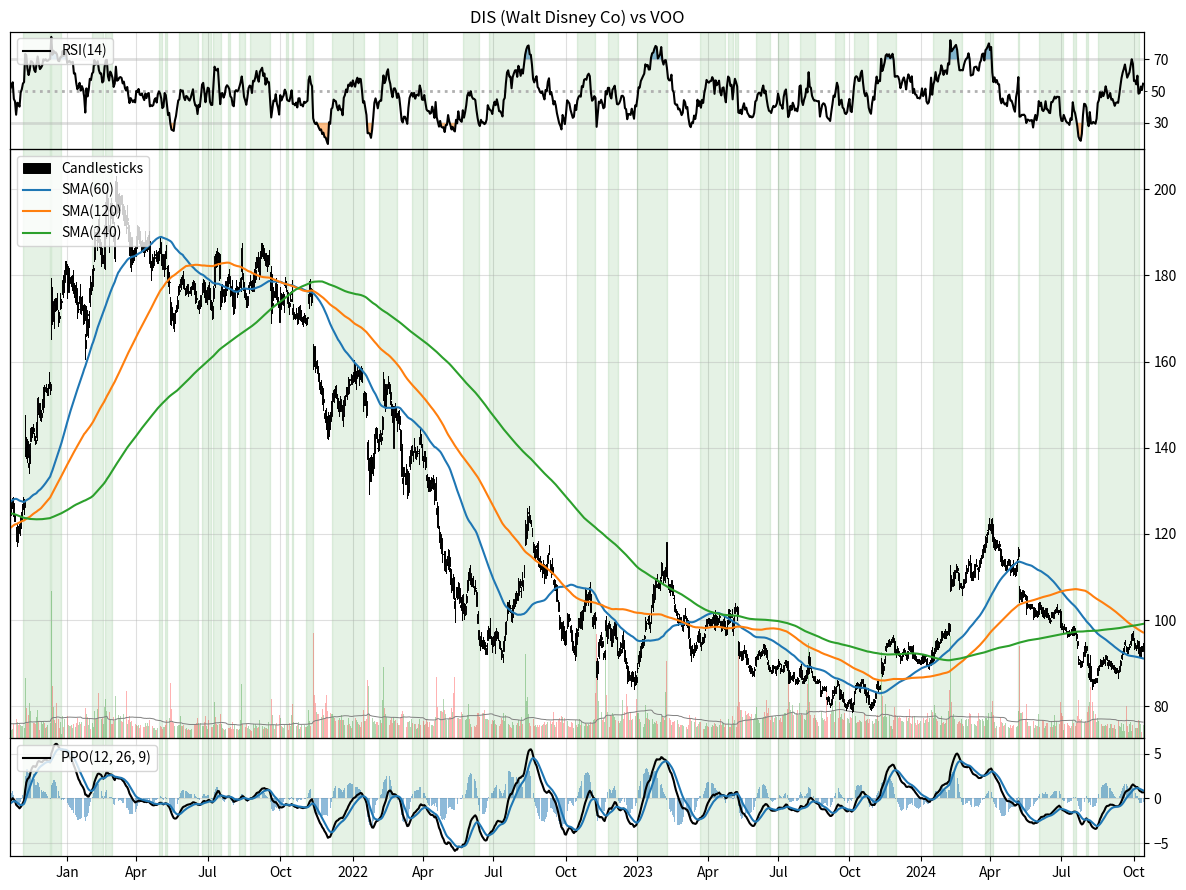 DIS (Walt Disney Co) vs VOO
RSI(14)
70
50
30
Candlesticks
SMA(60)
SMA(120)
SMA(240)
200
180
160
140
120
100
80
PPO(12, 26, 9)
5
0
−5
Jan Apr Jul Oct 2022 Apr Jul Oct 2023 Apr Jul Oct 2024 Apr Jul Oct